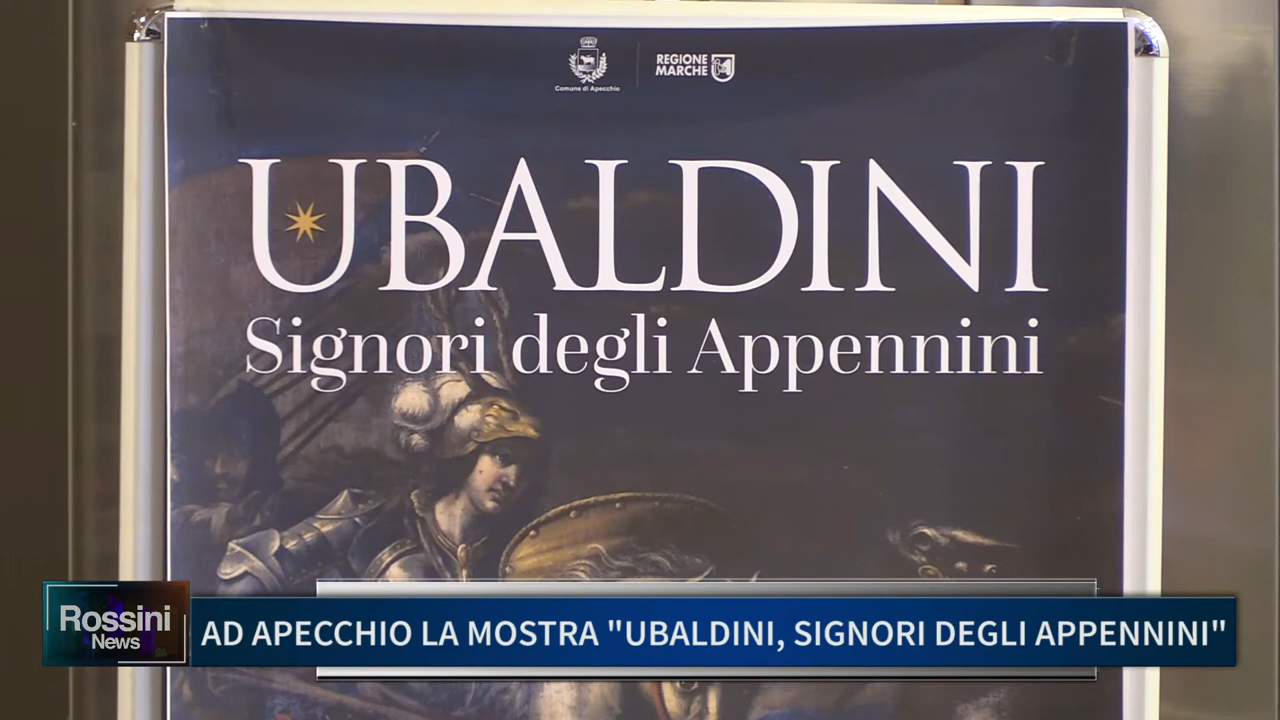 Comune di Apecchio
REGIONE
MARCHE
UBALDINI
Signori degli Appennini
Rossini
News
AD APECCHIO LA MOSTRA "UBALDINI, SIGNORI DEGLI APPENNINI"